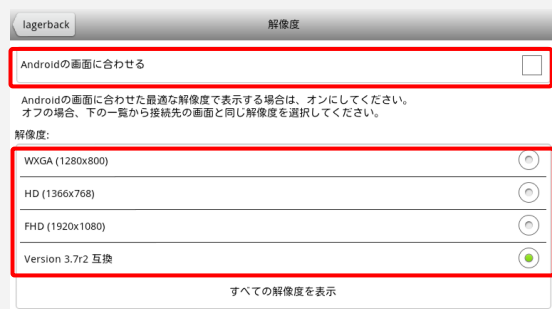 lagerback
解像度
Androidの画面に合わせる
Androidの画面に合わせた最適な解像度で表示する場合は、オンにしてください。
オフの場合、下の一覧から接続先の画面と同じ解像度を選択してください。
解像度:
WXGA (1280x800)
HD (1366x768)
FHD (1920x1080)
Version 3.7r2 互換
すべての解像度を表示